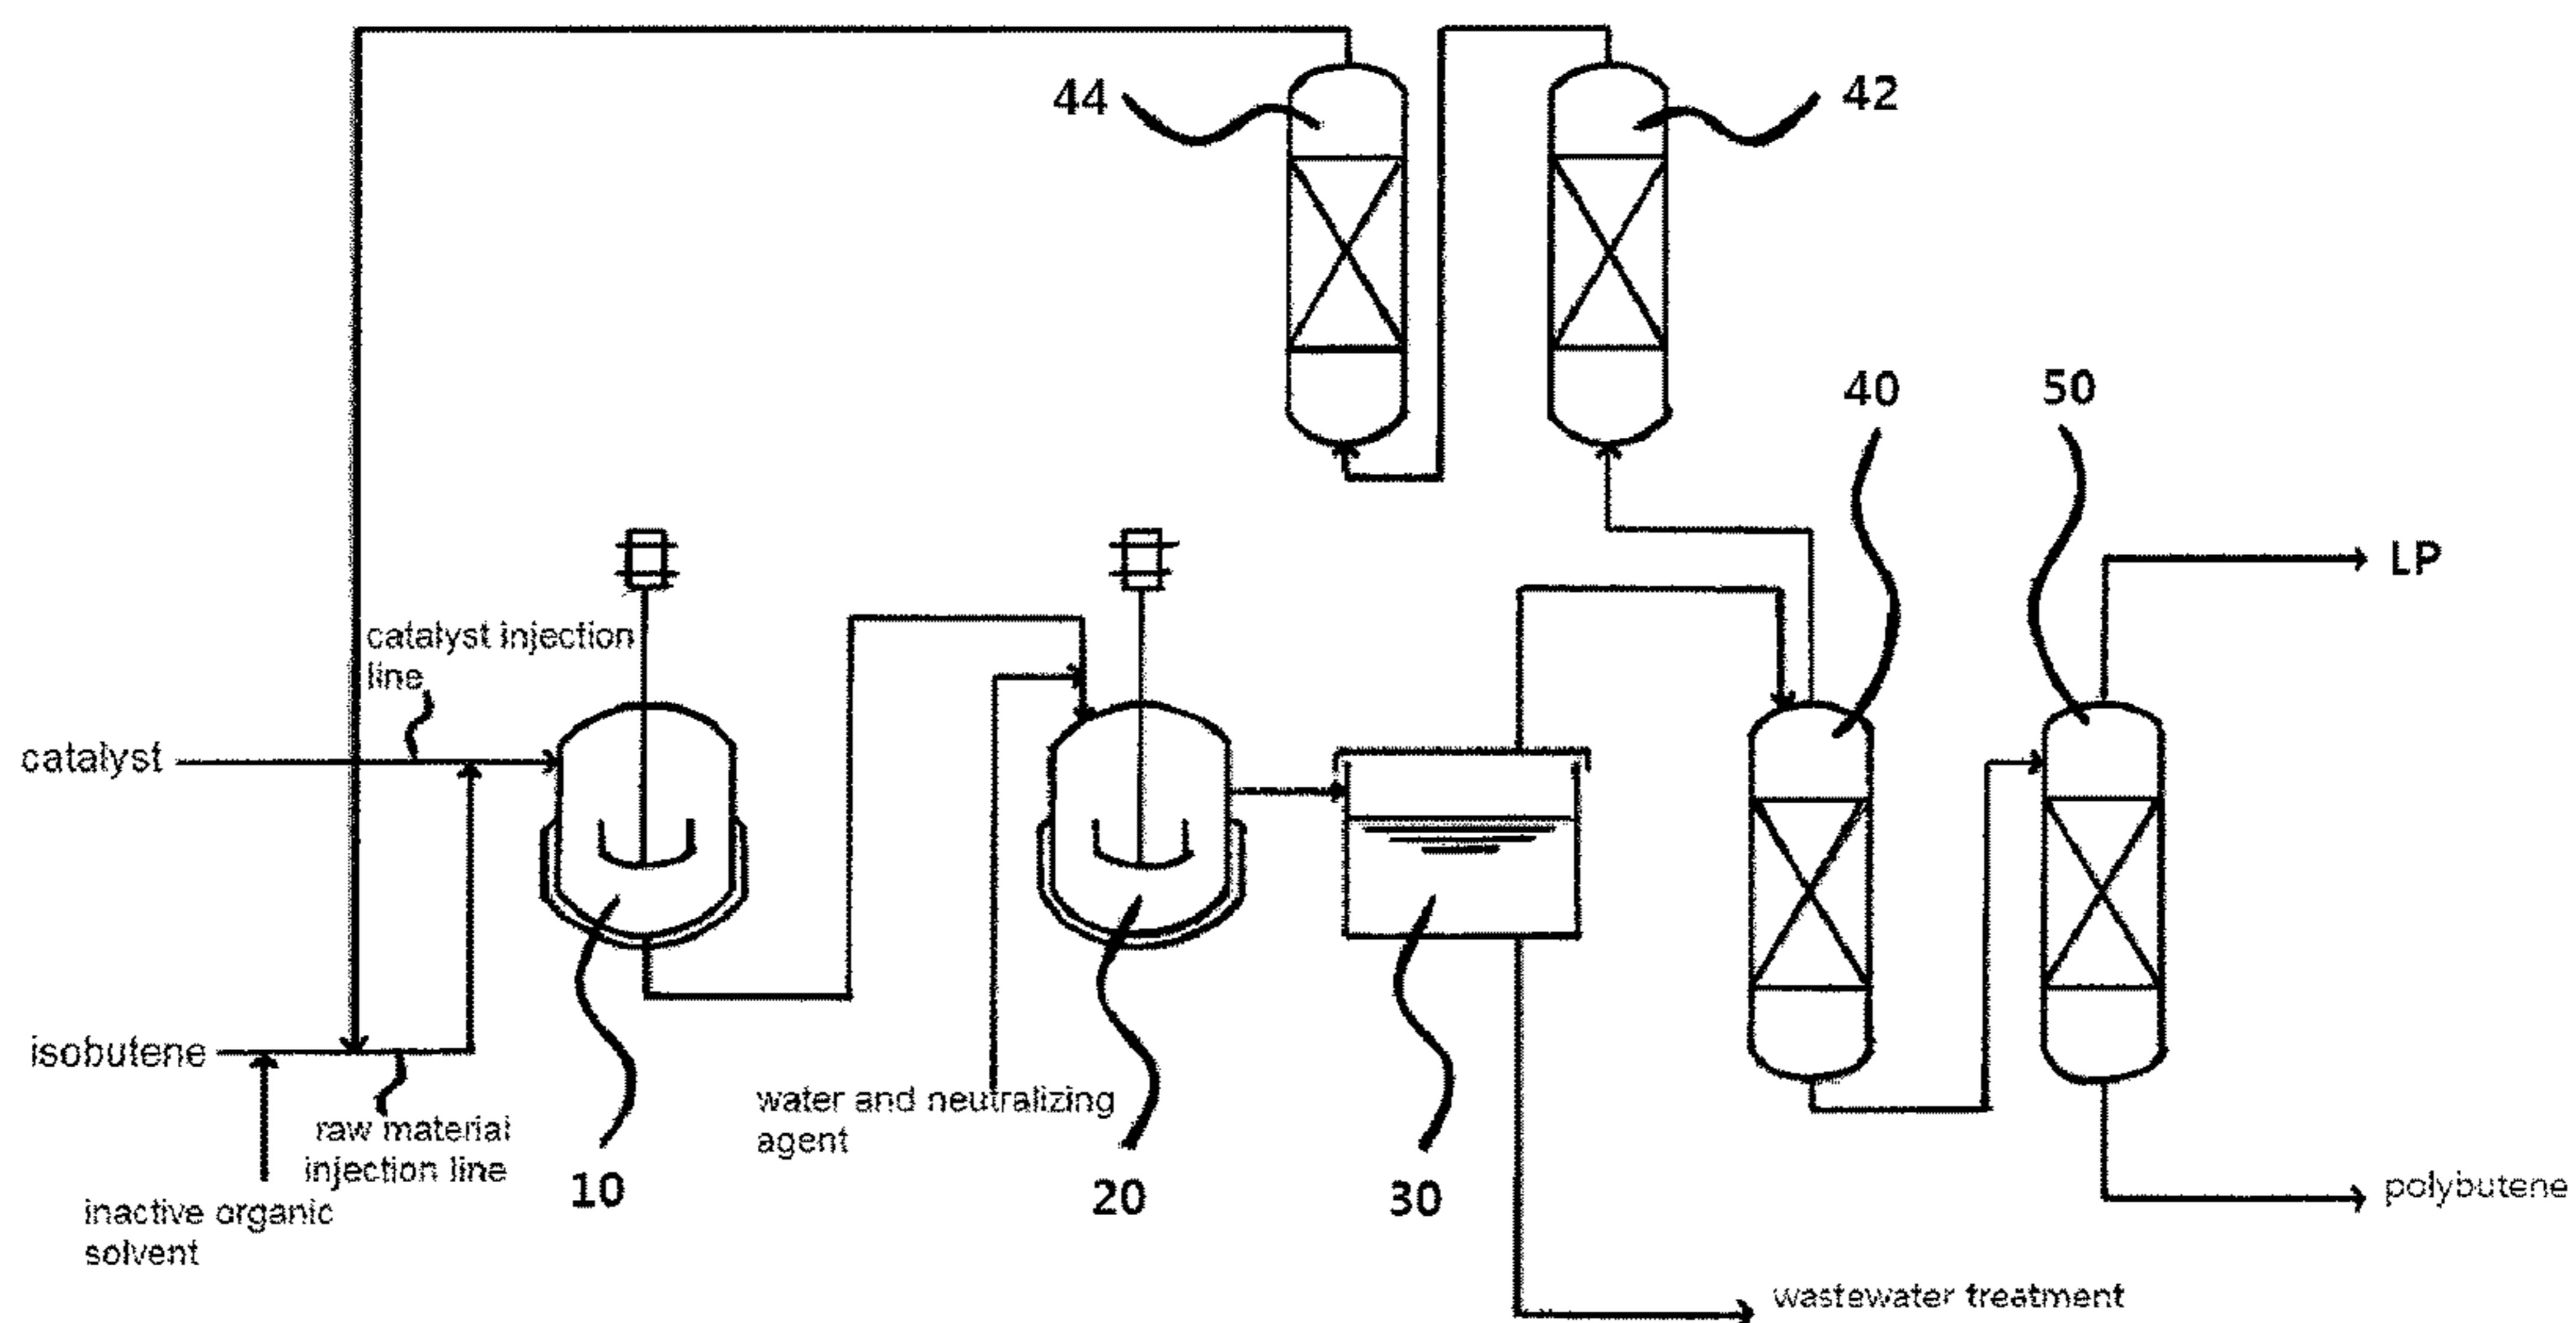 44
42
40
50
LP
catalyst injection
line
catalyst
isobutene
water and neutralizing
agent
raw material
injection line
inactive organic
solvent
10
20
30
polybutene
wastewater treatment